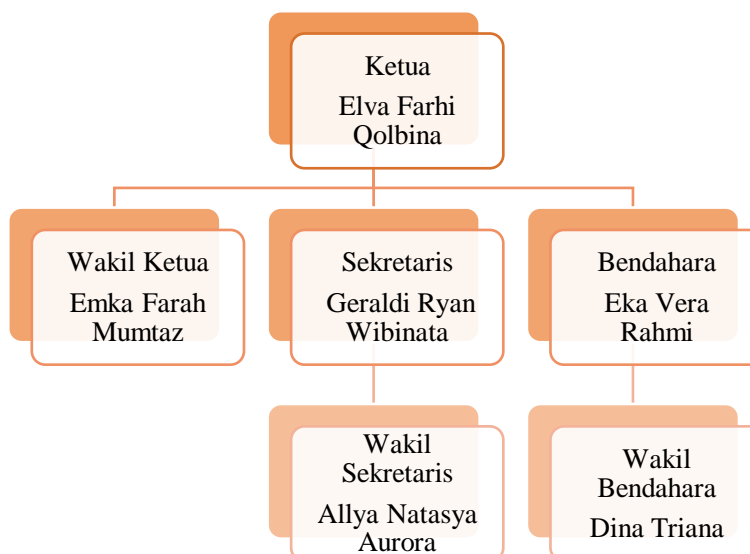 Ketua
Elva Farhi
Qolbina
Wakil Ketua
Emka Farah
Mumtaz
Sekretaris
Geraldi Ryan
Wibinata
Bendahara
Eka Vera
Rahmi
Wakil
Sekretaris
Allya Natasya
Aurora
Wakil
Bendahara
Dina Triana